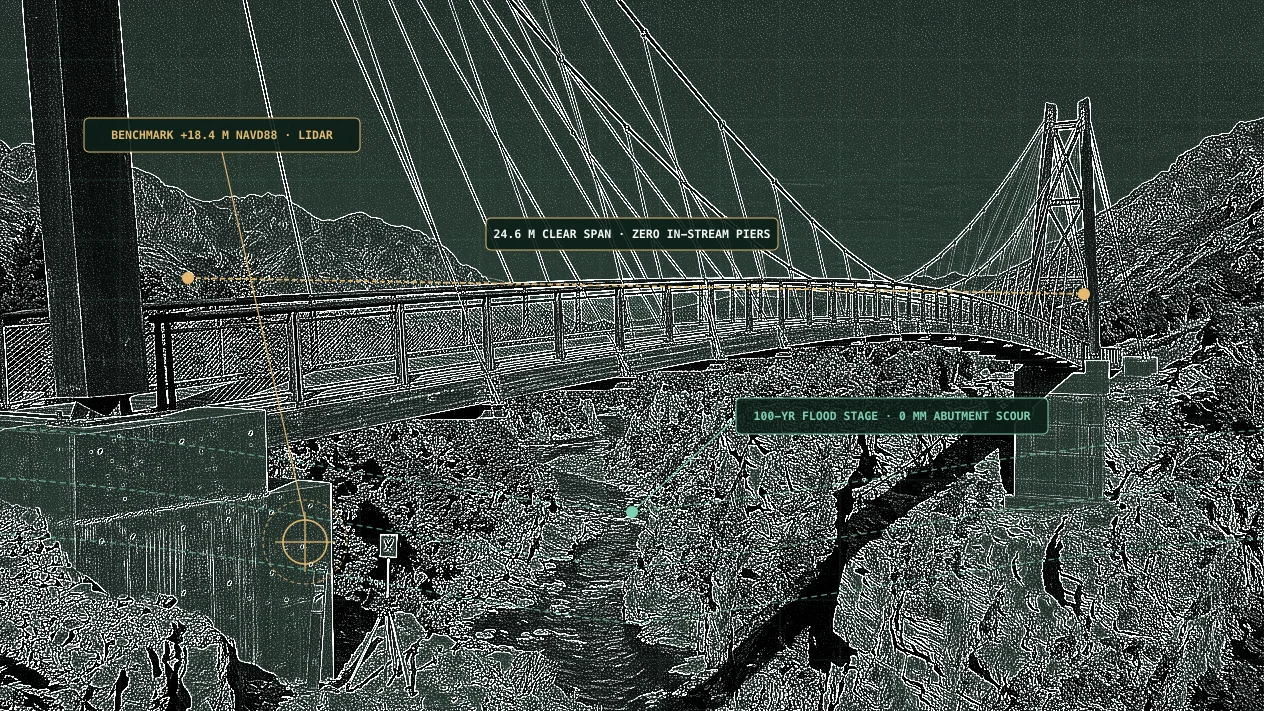 BENCHMARK +18.4 M NAVD88 · LIDAR
24.6 M CLEAR SPAN · ZERO IN−STREAM PIERS
100−YR FLOOD STAGE · 0 MM ABUTMENT SCOUR